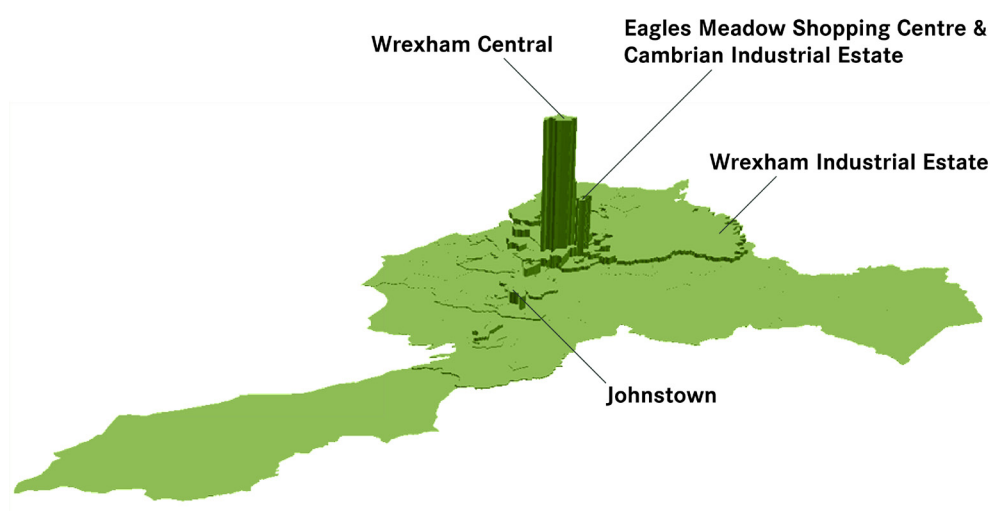 Eagles Meadow Shopping Centre &
Cambrian Industrial Estate
Wrexham Central
Wrexham Industrial Estate
Johnstown